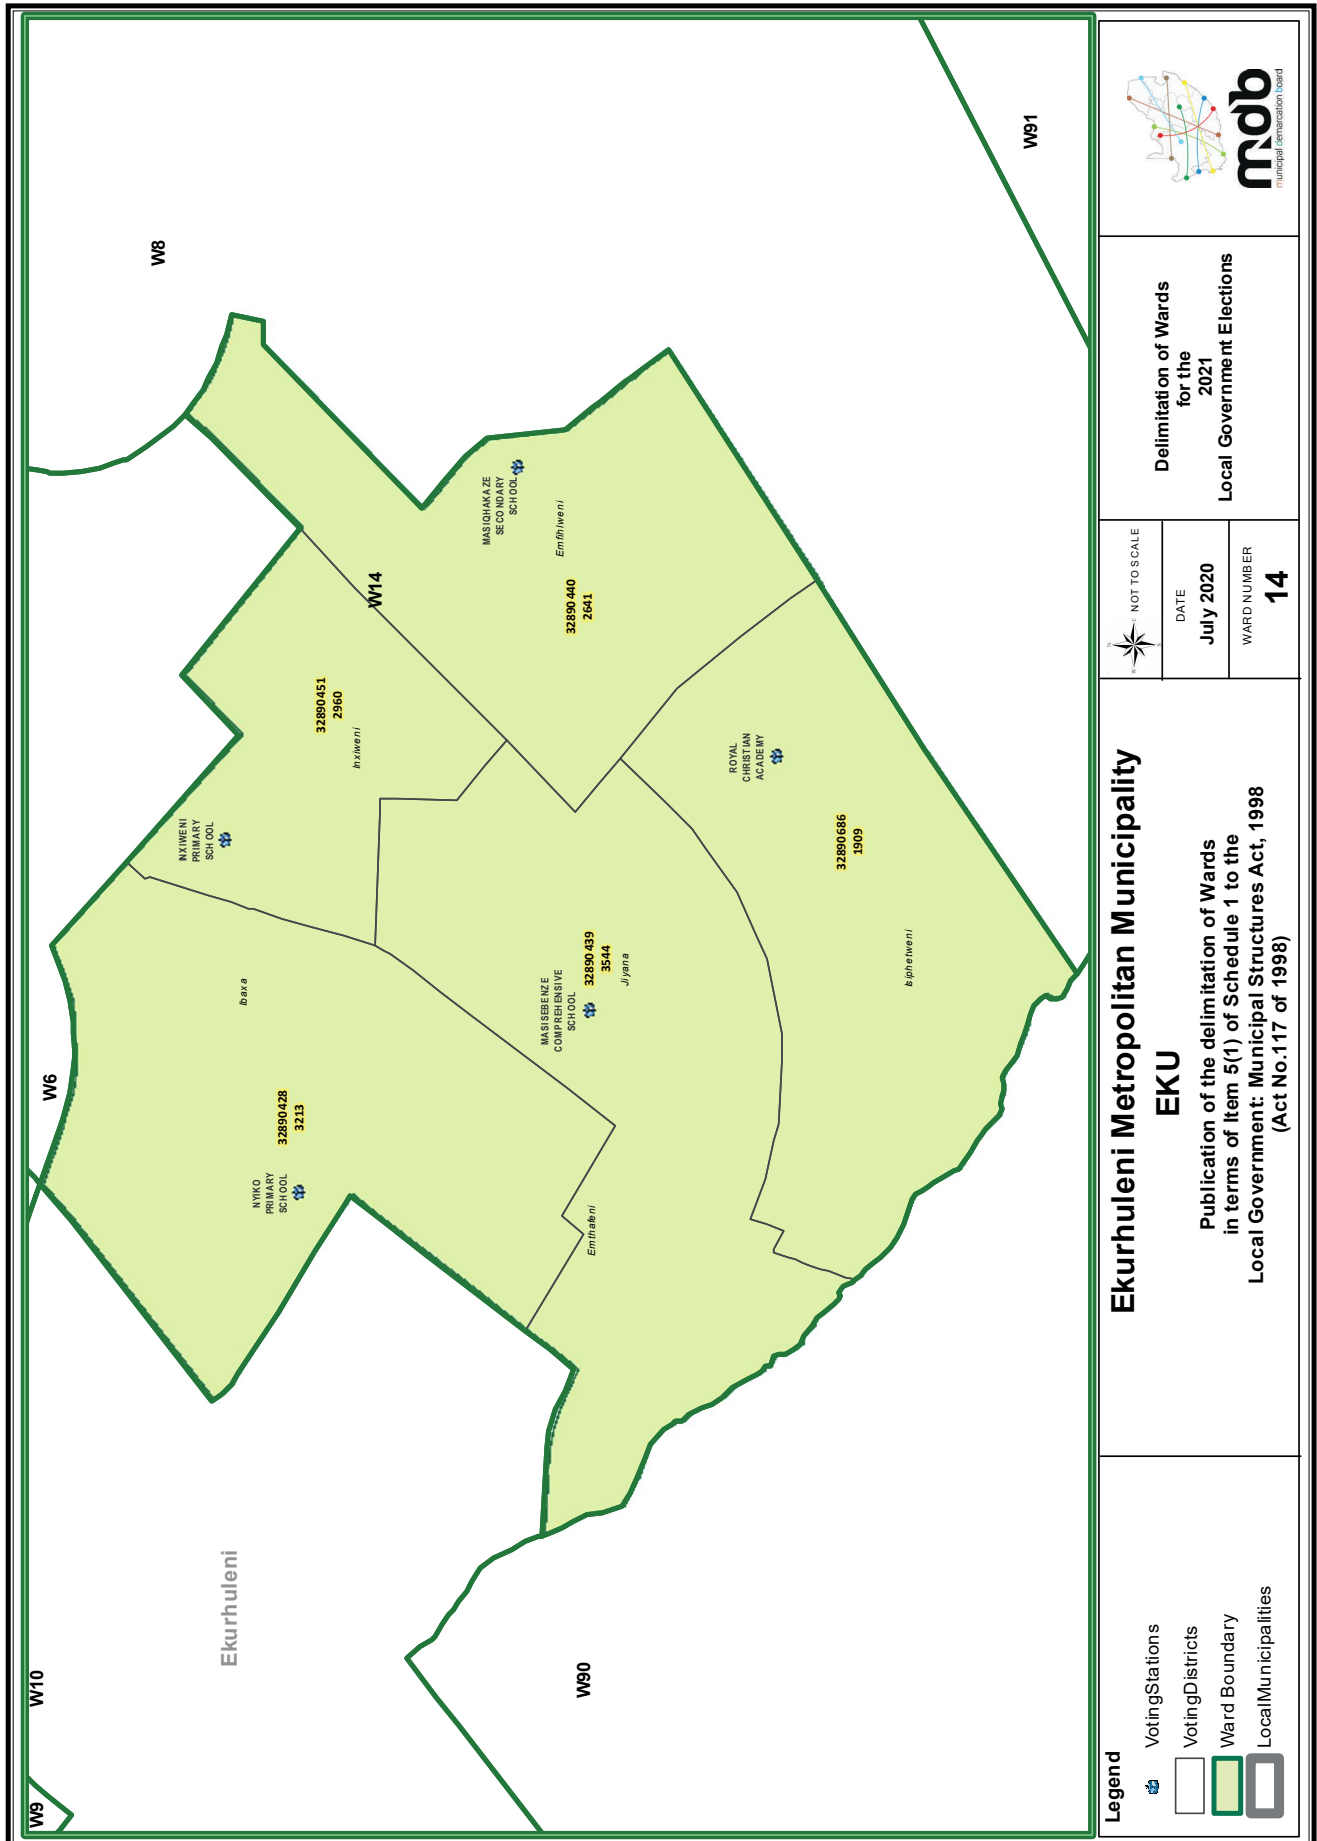 W9
W10
W6
W8
W91
W90
W14
Ekurhuleni
NYIKO
PRIMARY
SCHOOL
32890428
3213
Ibaxa
NXIWENI
PRIMARY
SCHOOL
32890451
2960
Inxiweni
MASIQHAKAZE
SECONDARY
SCHOOL
Emfihlweni
32890440
2641
MASISEBENZE
COMPREHENSIVE
SCHOOL
32890439
3544
Jiyana
Emthafeni
ROYAL
CHRISTIAN
ACADEMY
32890686
1909
Isiphetweni
Legend
VotingStations
VotingDistricts
Ward Boundary
LocalMunicipalities
Ekurhuleni Metropolitan Municipality
EKU
Publication of the delimitation of Wards
in terms of Item 5(1) of Schedule 1 to the
Local Government: Municipal Structures Act, 1998
(Act No.117 of 1998)
N
W
E
S
NOT TO SCALE
DATE
July 2020
WARD NUMBER
14
Delimitation of Wards
for the
2021
Local Government Elections
mdb
municipal demarcation board